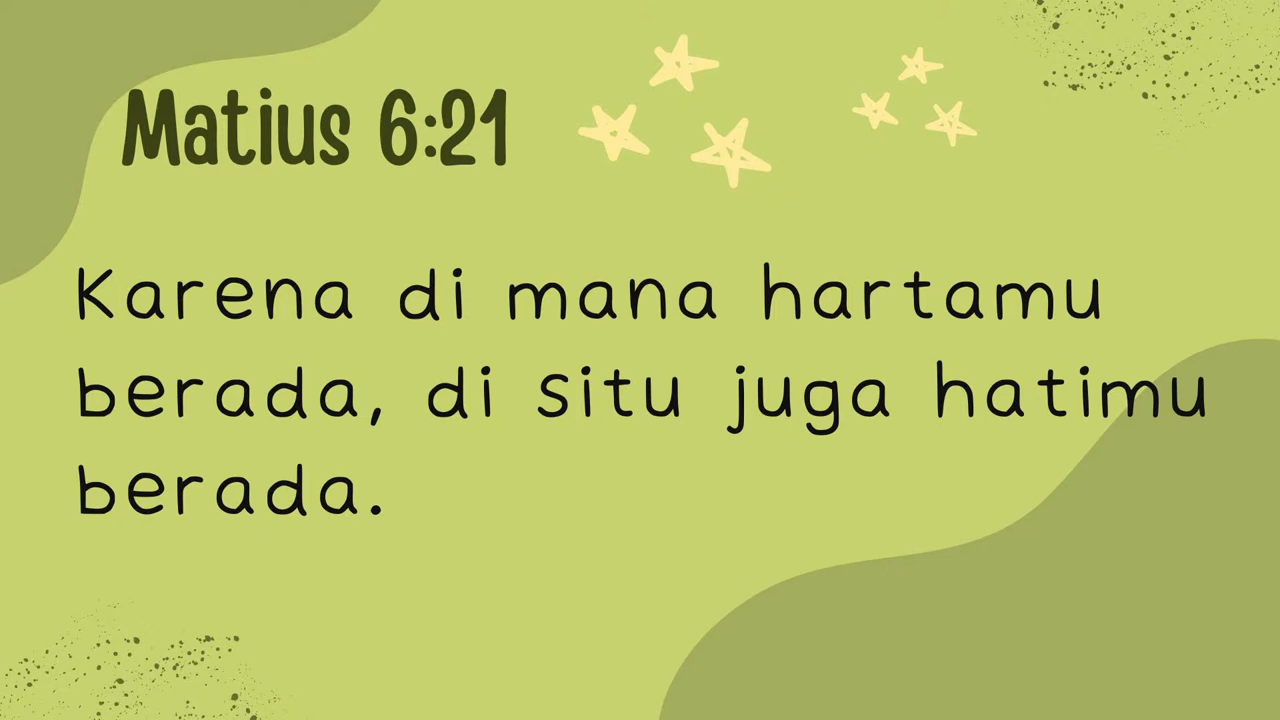 Matius 6:21
Karena di mana hartamu
berada, di situ juga hatimu
berada.